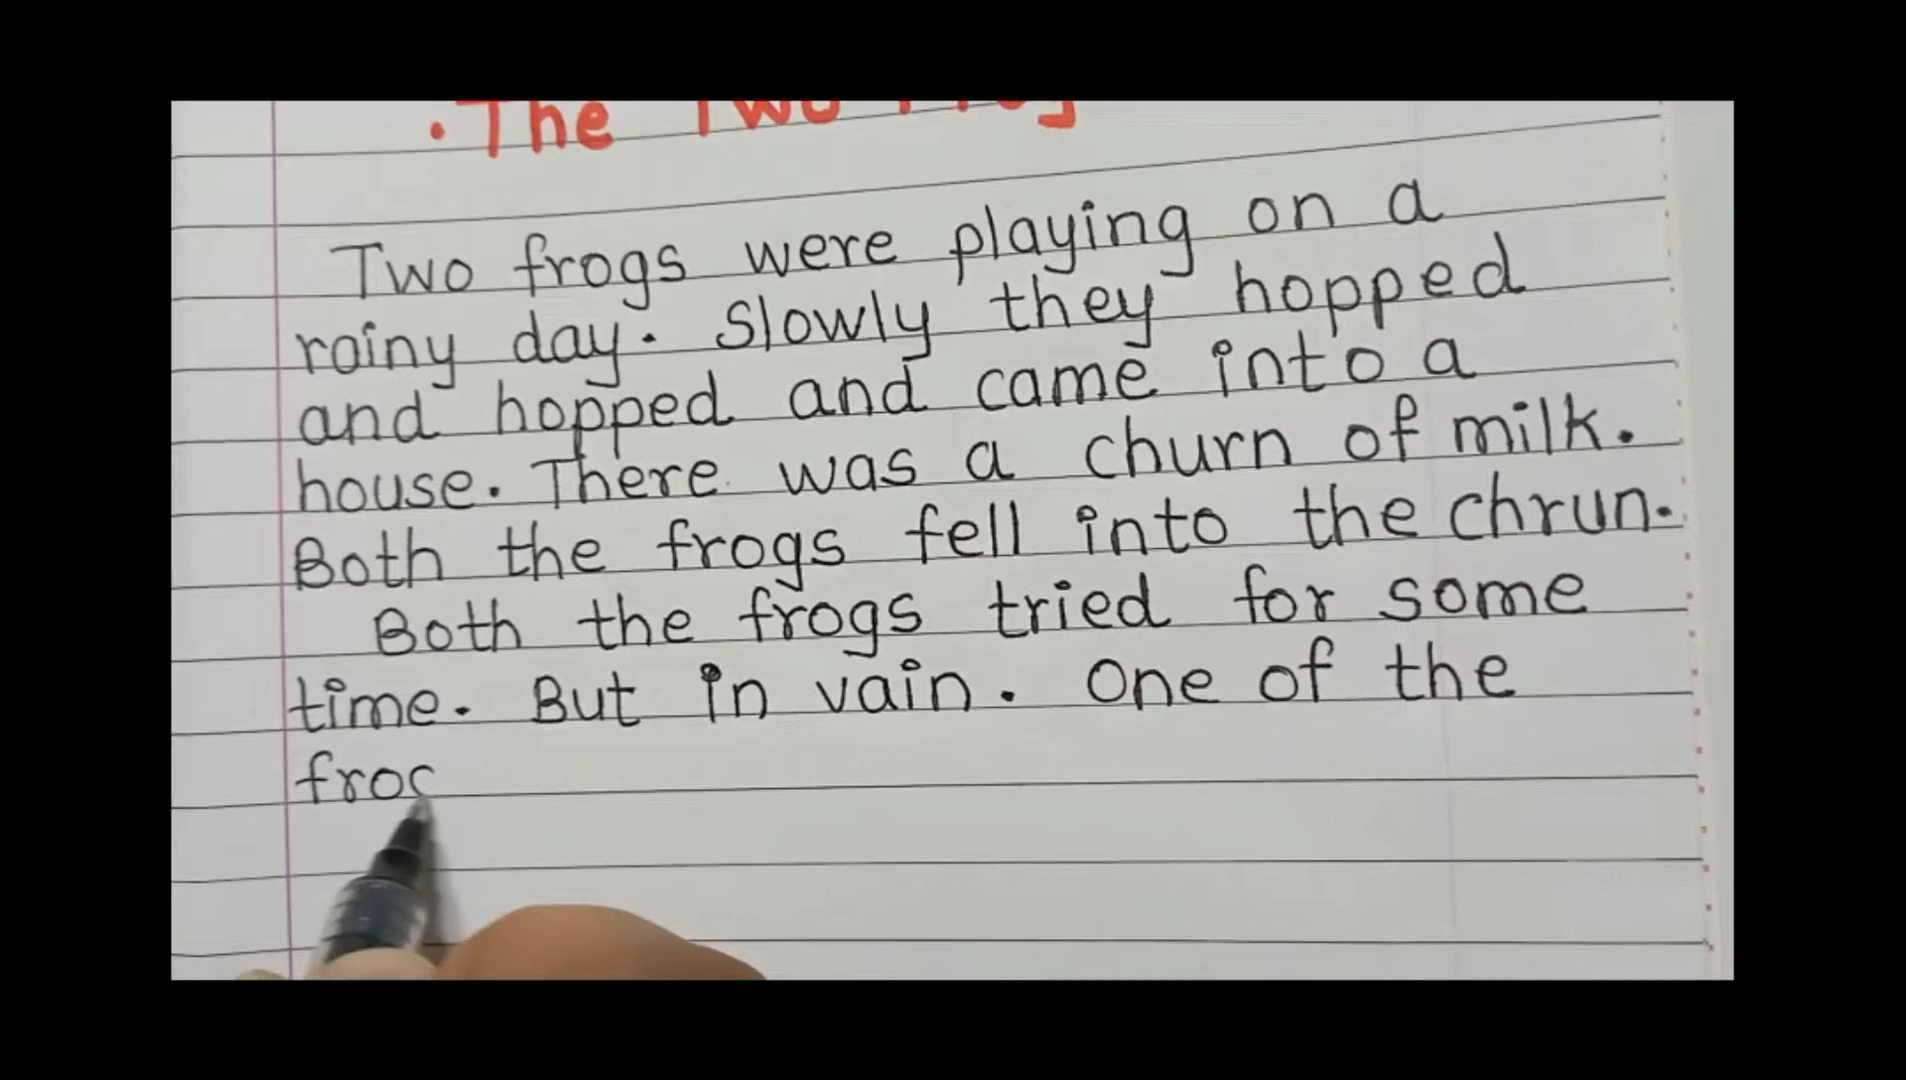 . The Two Frog
Two frogs were playing on a
rainy day. Slowly they hopped
and hopped and came into a
house. There was a churn of milk.
Both the frogs fell into the chrun.
Both the frogs tried for some
time. But in vain. One of the
froc